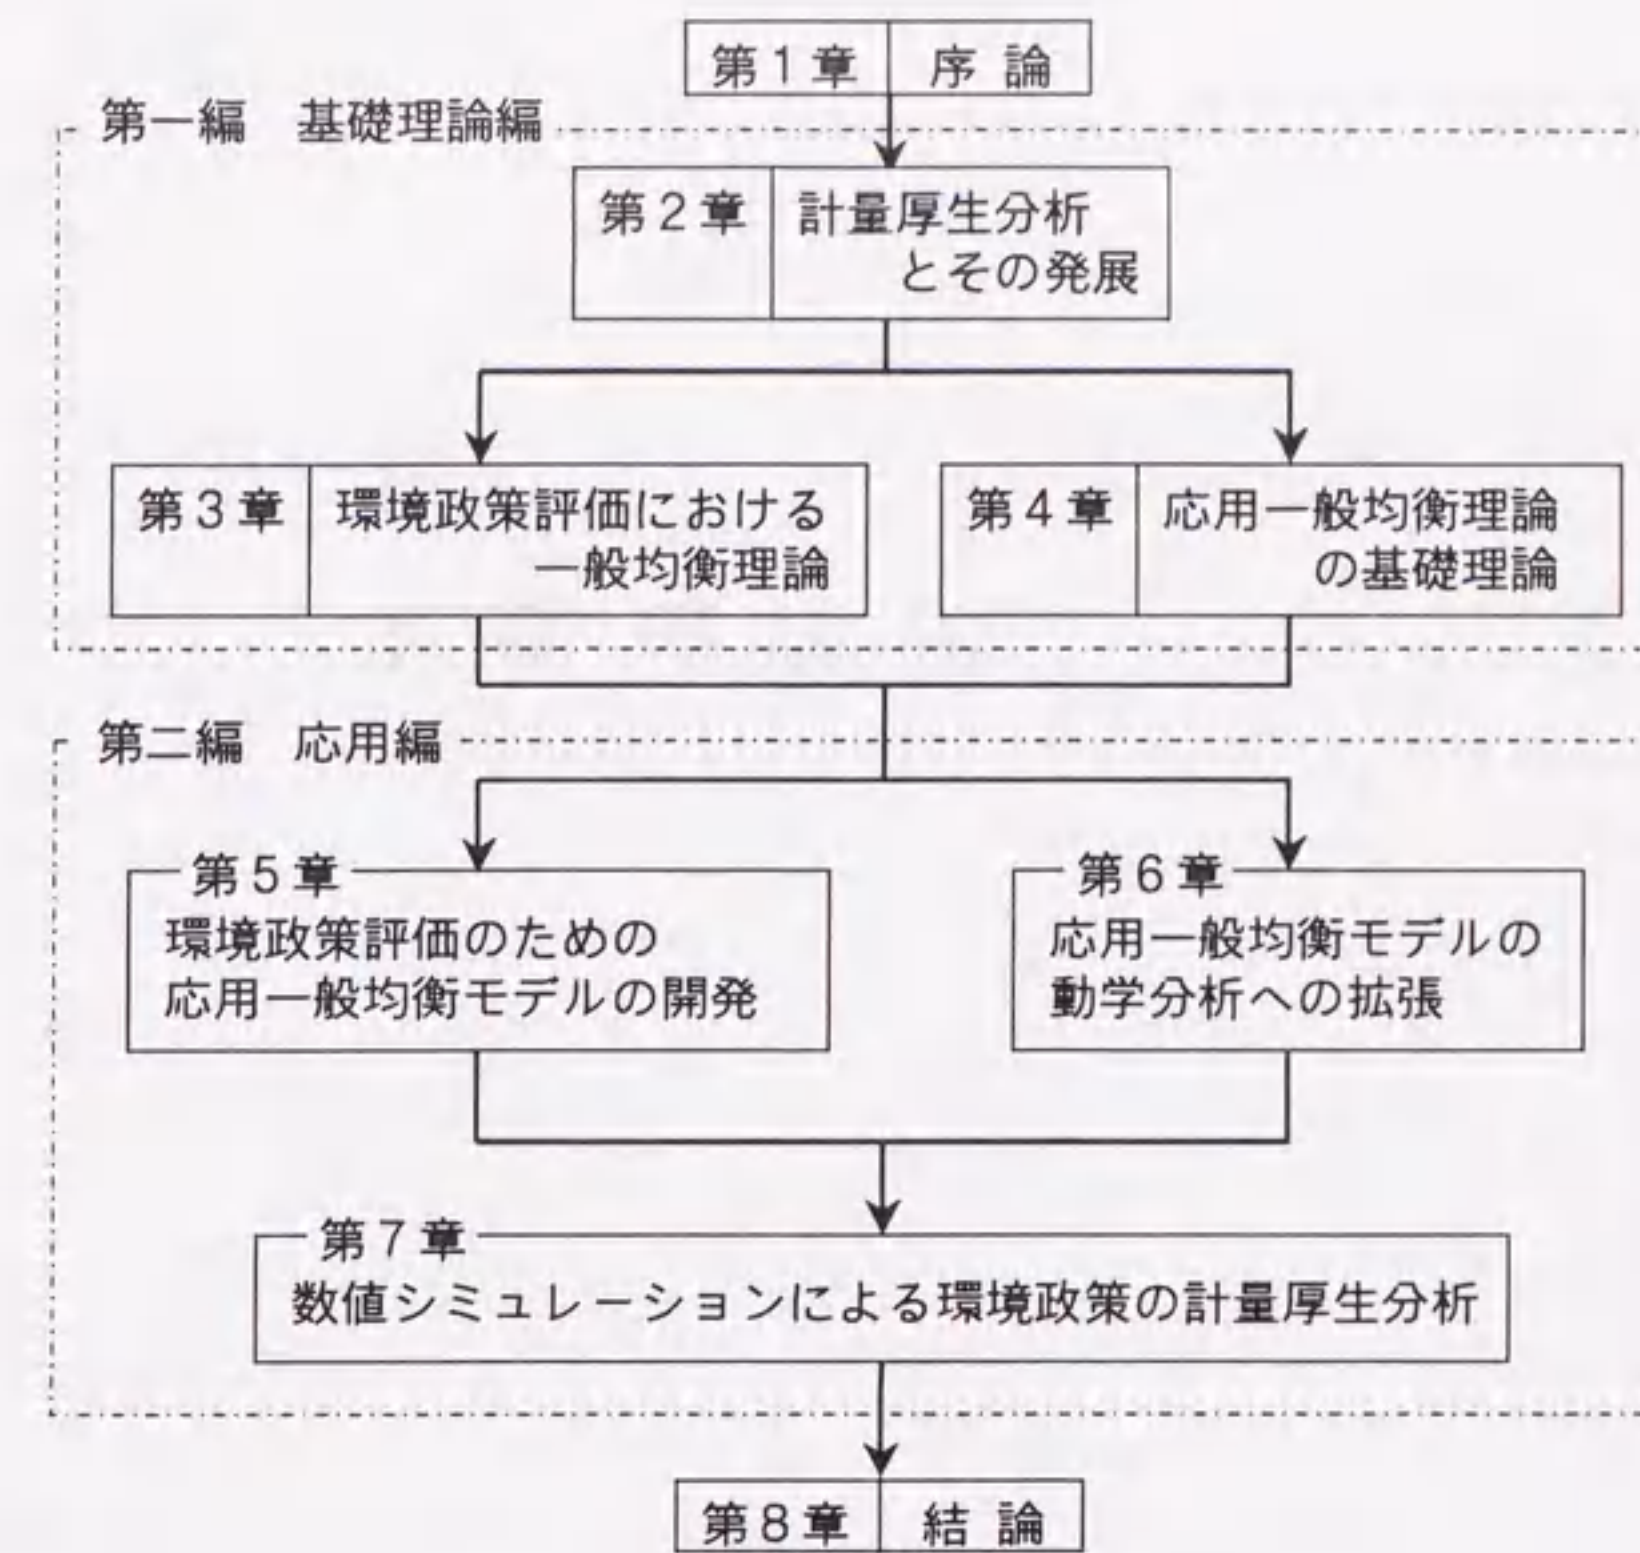 第1章 序 論
第一編 基礎理論編
第2章 計量厚生分析
とその発展
第3章 環境政策評価における
一般均衡理論
第4章 応用一般均衡理論
の基礎理論
第二編 応用編
第5章
環境政策評価のための
応用一般均衡モデルの開発
第6章
応用一般均衡モデルの
動学分析への拡張
第7章
数値シミュレーションによる環境政策の計量厚生分析
第8章 結 論